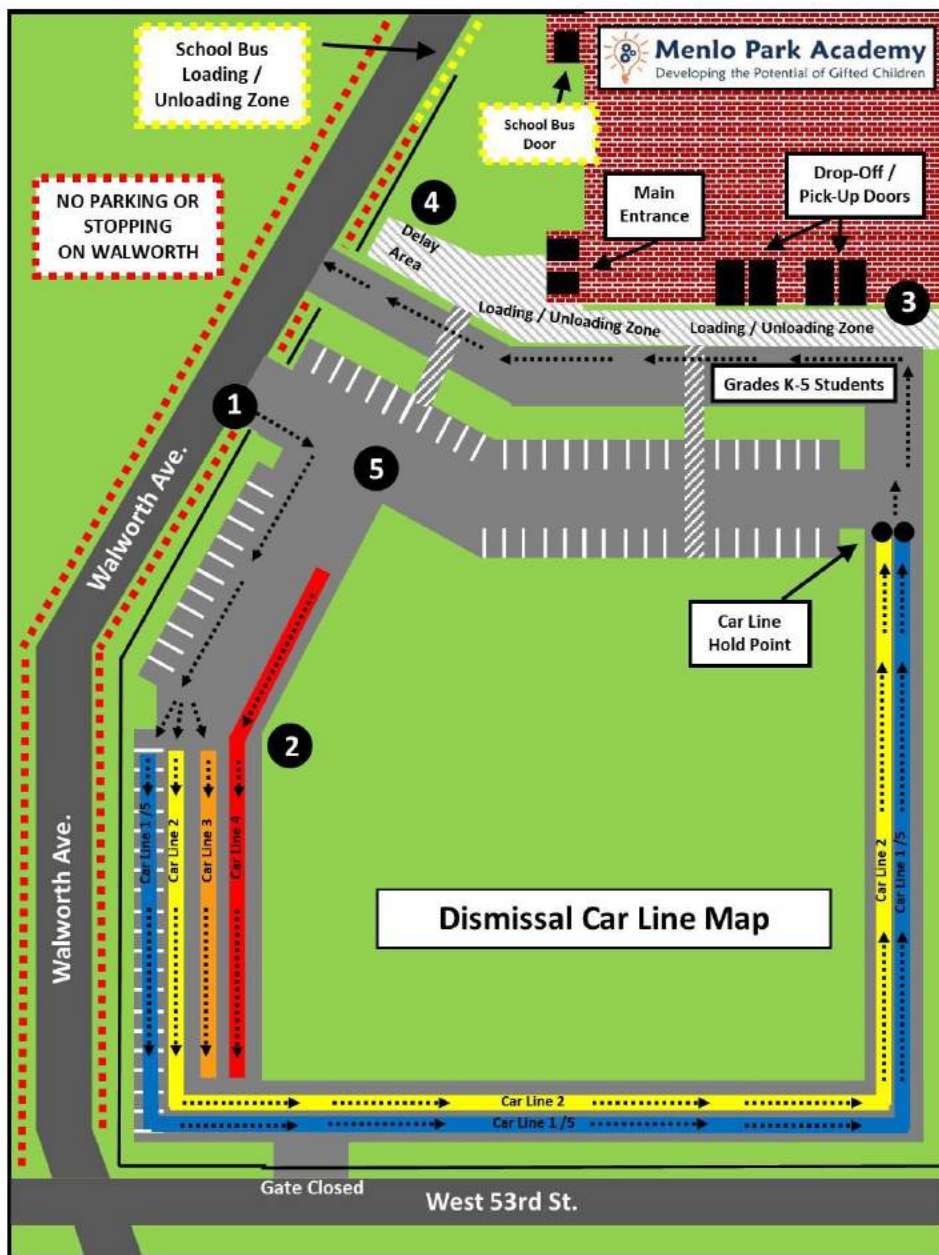 School Bus
Loading /
Unloading Zone
Menlo Park Academy
Developing the Potential of Gifted Children
School Bus
Door
NO PARKING OR
STOPPING
ON WALWORTH
4
Delay
Area
Main
Entrance
Drop-Off /
Pick-Up Doors
3
Loading / Unloading Zone
Loading / Unloading Zone
Grades K-5 Students
1
5
Walworth Ave.
Car Line
Hold Point
2
Car Line 1 /5
Car Line 2
Car Line 3
Car Line 4
Walworth Ave.
Dismissal Car Line Map
Car Line 2
Car Line 1 /5
Car Line 2
Car Line 1 /5
Gate Closed
West 53rd St.